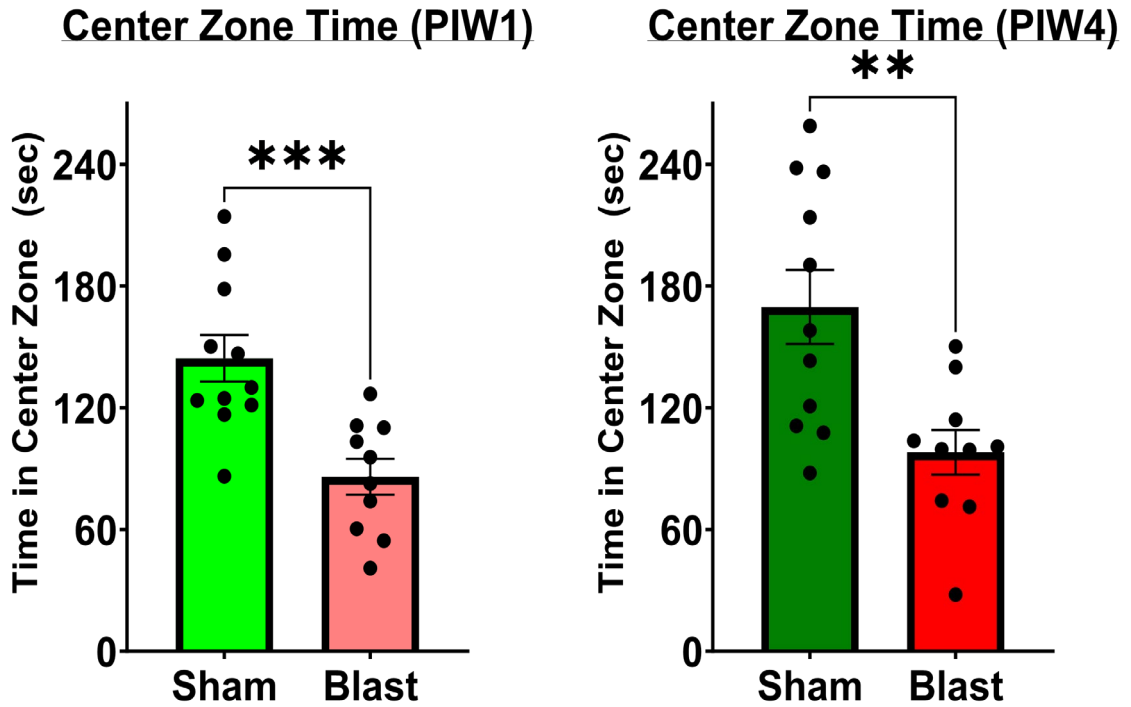 Center Zone Time (PIW1)
***
Time in Center Zone (sec)
240
180
120
60
0
Sham Blast
Center Zone Time (PIW4)
**
Time in Center Zone (sec)
240
180
120
60
0
Sham Blast